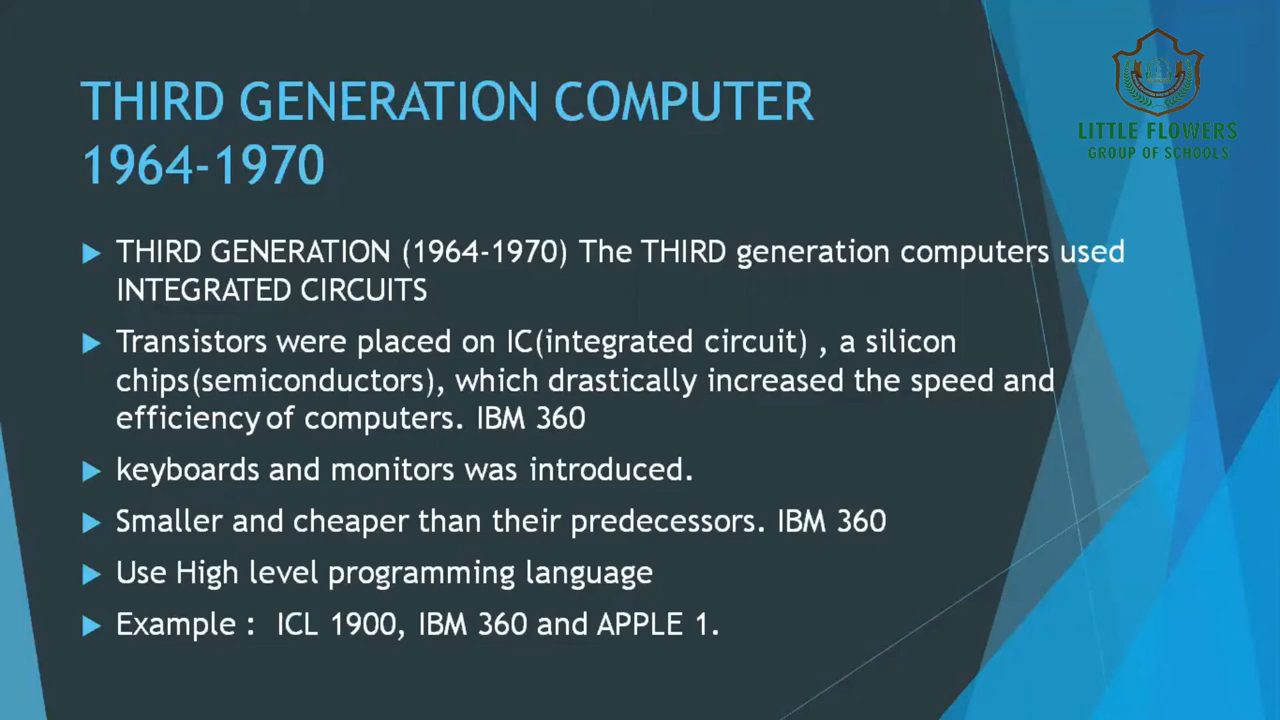 THIRD GENERATION COMPUTER
1964-1970
LITTLE FLOWERS
GROUP OF SCHOOLS
THIRD GENERATION (1964-1970) The THIRD generation computers used
INTEGRATED CIRCUITS
Transistors were placed on IC(integrated circuit) , a silicon
chips(semiconductors), which drastically increased the speed and
efficiency of computers. IBM 360
keyboards and monitors was introduced.
Smaller and cheaper than their predecessors. IBM 360
Use High level programming language
Example :  ICL 1900, IBM 360 and APPLE 1.